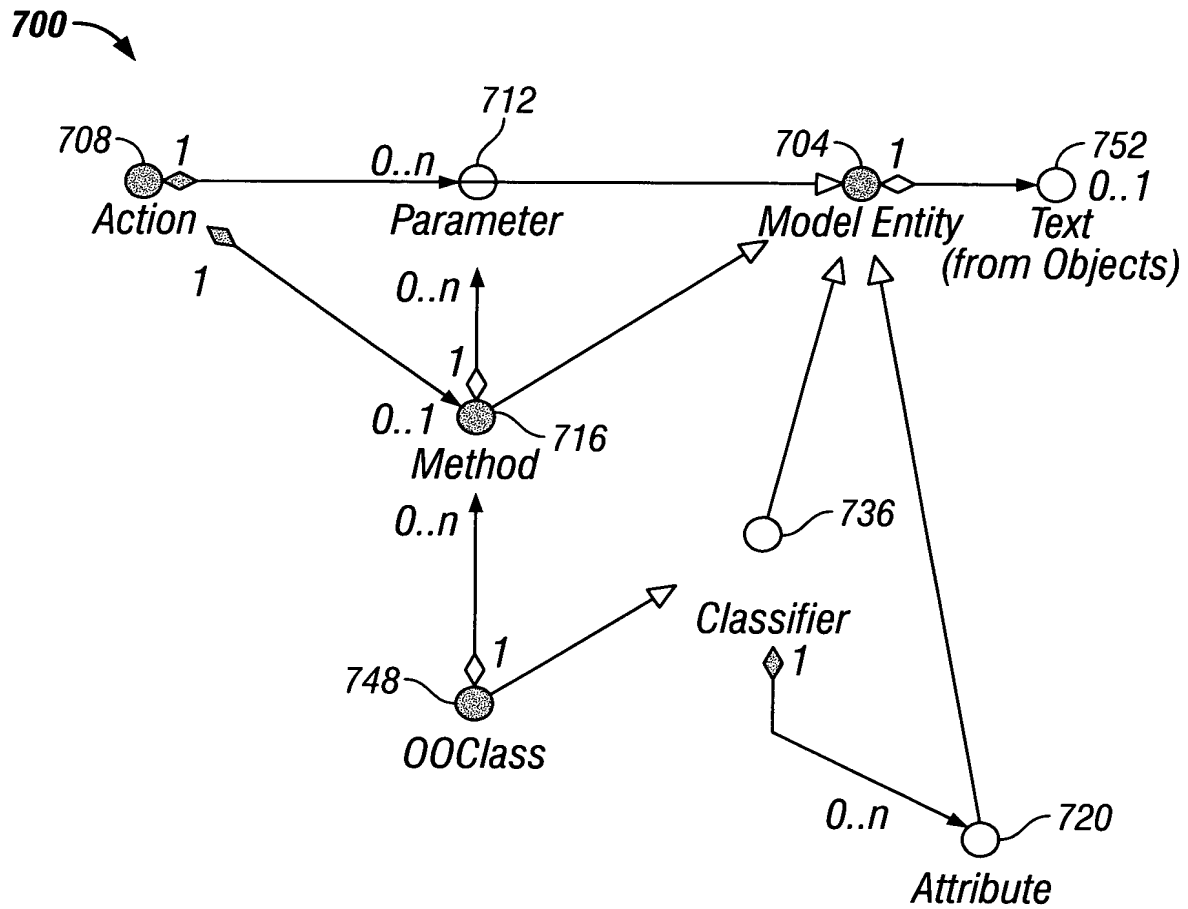 700
712
708 1 704 1 752
0..n 0..1
Action Parameter Model Entity Text
(from Objects)
1 0..n
1
0..1 716
Method
0..n 736
Classifier
1 1
748
OOClass
0..n 720
Attribute